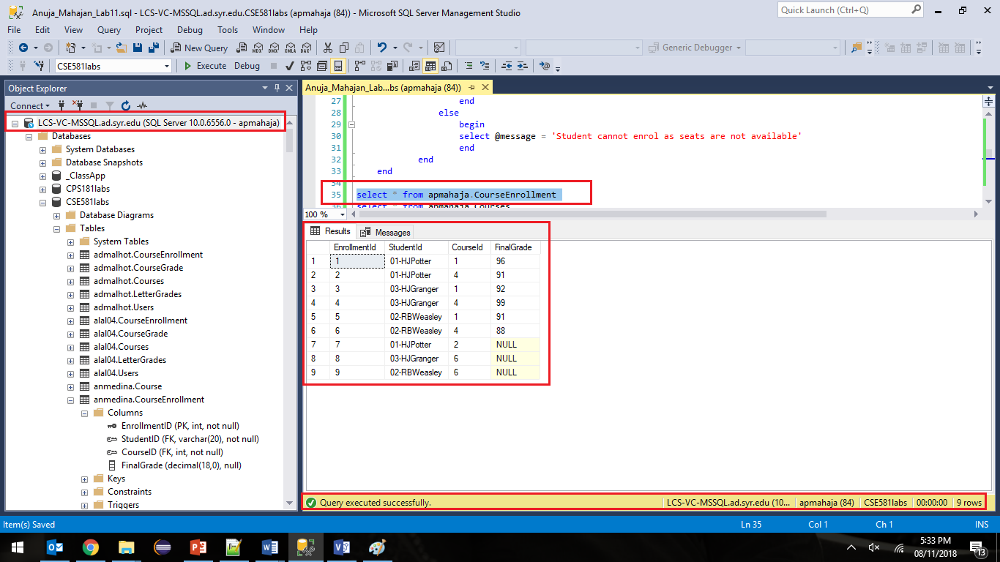 Anuja_Mahajan_Lab11.sql - LCS-VC-MSSQL.ad.syr.edu.CSE581labs (apmahaja (84)) - Microsoft SQL Server Management Studio
Quick Launch (Ctrl+Q)
File Edit View Query Project Debug Tools Window Help
New Query MDX DMX XMLA DAX Generic Debugger
CSE581labs Execute Debug
Object Explorer
Connect
LCS-VC-MSSQL.ad.syr.edu (SQL Server 10.0.6556.0 - apmahaja)
Databases
System Databases
Database Snapshots
_ClassApp
CPS181labs
CSE581labs
Database Diagrams
Tables
System Tables
admalhot.CourseEnrollment
admalhot.CourseGrade
admalhot.Courses
admalhot.LetterGrades
admalhot.Users
alal04.CourseEnrollment
alal04.CourseGrade
alal04.Courses
alal04.LetterGrades
alal04.Users
anmedina.Course
anmedina.CourseEnrollment
Columns
EnrollmentID (PK, int, not null)
StudentID (FK, varchar(20), not null)
CourseID (FK, int, not null)
FinalGrade (decimal(18,0), null)
Keys
Constraints
Triggers
Anuja_Mahajan_Lab...bs (apmahaja (84))
27 end
28 else
29 begin
30 select @message = 'Student cannot enrol as seats are not available'
31 end
32 end
33 end
34
35 select * from apmahaja.CourseEnrollment
36 select * from apmahaja.Courses
100 %
Results Messages
EnrollmentId StudentId CourseId FinalGrade
1 1 01-HJPotter 1 96
2 2 01-HJPotter 4 91
3 3 03-HJGranger 1 92
4 4 03-HJGranger 4 99
5 5 02-RBWeasley 1 91
6 6 02-RBWeasley 4 88
7 7 01-HJPotter 2 NULL
8 8 03-HJGranger 6 NULL
9 9 02-RBWeasley 6 NULL
Query executed successfully. LCS-VC-MSSQL.ad.syr.edu (10... apmahaja (84) CSE581labs 00:00:00 9 rows
Item(s) Saved Ln 35 Col 1 Ch 1 INS
5:33 PM
08/11/2018
13